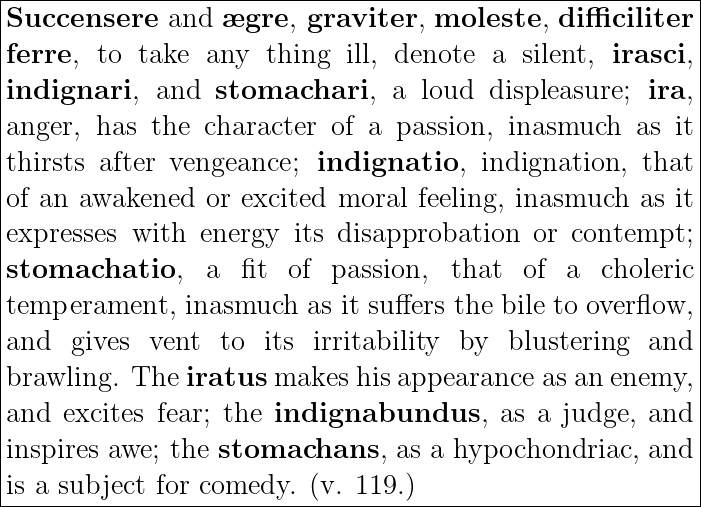 Succensere and ægre, graviter, moleste, difficiliter
ferre, to take any thing ill, denote a silent, irasci,
indignari, and stomachari, a loud displeasure; ira,
anger, has the character of a passion, inasmuch as it
thirsts after vengeance; indignatio, indignation, that
of an awakened or excited moral feeling, inasmuch as it
expresses with energy its disapprobation or contempt;
stomachatio, a fit of passion, that of a choleric
temperament, inasmuch as it suffers the bile to overflow,
and gives vent to its irritability by blustering and
brawling. The iratus makes his appearance as an enemy,
and excites fear; the indignabundus, as a judge, and
inspires awe; the stomachans, as a hypochondriac, and
is a subject for comedy. (v. 119.)